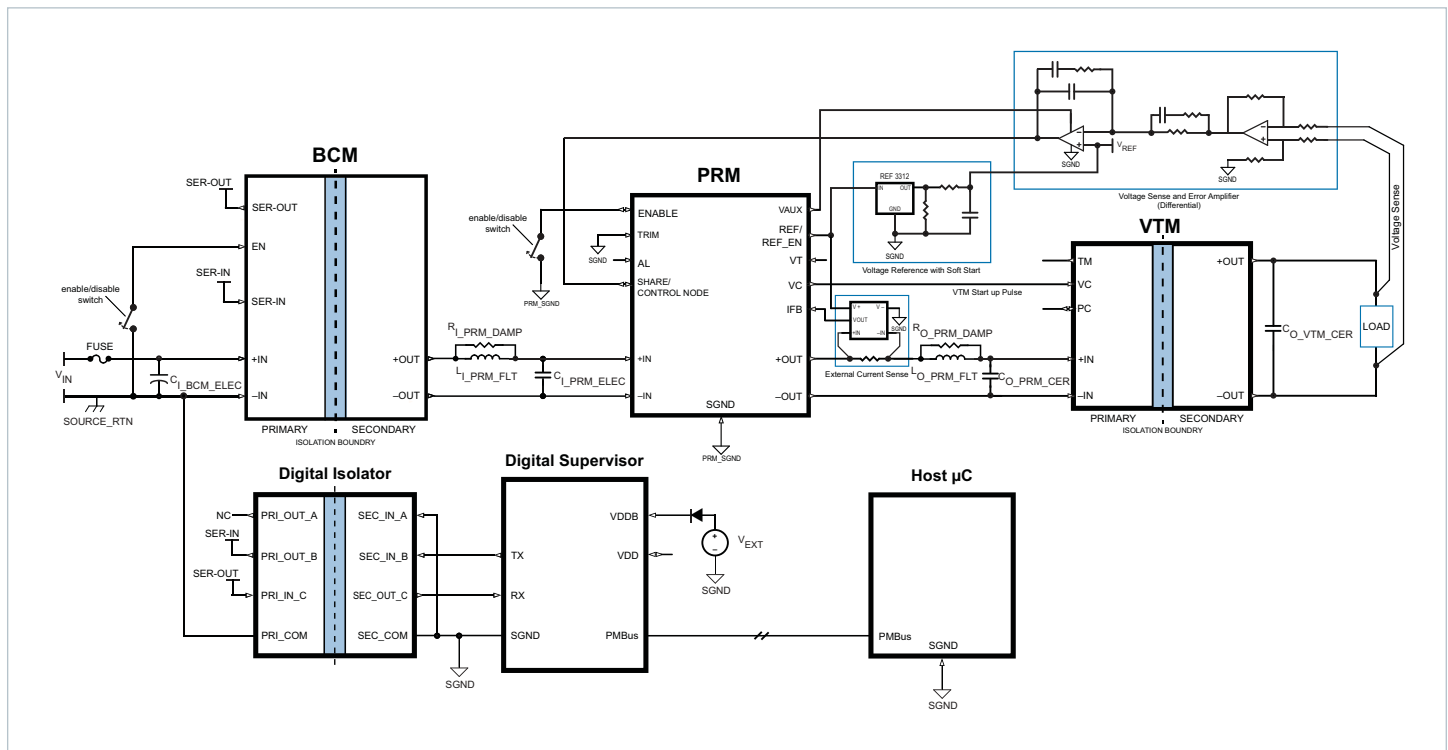 BCM
SER-OUT
SER-OUT
EN
enable/disable
switch
SER-IN
SER-IN
FUSE
V_IN
C_I_BCM_ELEC
+IN
–IN
SOURCE_RTN
+OUT
–OUT
PRIMARY
SECONDARY
ISOLATION BOUNDRY
R_I_PRM_DAMP
L_I_PRM_FLT
C_I_PRM_ELEC
PRM
enable/disable
switch
PRM_SGND
SGND
ENABLE
TRIM
AL
SHARE/
CONTROL NODE
+IN
–IN
VAUX
REF/
REF_EN
VT
VC
IFB
+OUT
–OUT
SGND
PRM_SGND
REF 3312
IN
OUT
GND
SGND
Voltage Reference with Soft Start
VTM Start up Pulse
V+
V–
VOUT
SGND
+IN
–IN
External Current Sense
R_O_PRM_DAMP
L_O_PRM_FLT
C_O_PRM_CER
–
+
SGND
V_REF
–
+
SGND
Voltage Sense and Error Amplifier
(Differential)
Voltage Sense
VTM
TM
VC
PC
+IN
–IN
+OUT
–OUT
PRIMARY
SECONDARY
ISOLATION BOUNDRY
C_O_VTM_CER
LOAD
Digital Isolator
NC
PRI_OUT_A
SER-IN
PRI_OUT_B
SER-OUT
PRI_IN_C
PRI_COM
SEC_IN_A
SEC_IN_B
SEC_OUT_C
SEC_COM
SGND
Digital Supervisor
TX
RX
SGND
VDDB
VDD
PMBus
+
–
V_EXT
SGND
Host µC
PMBus
SGND
SGND